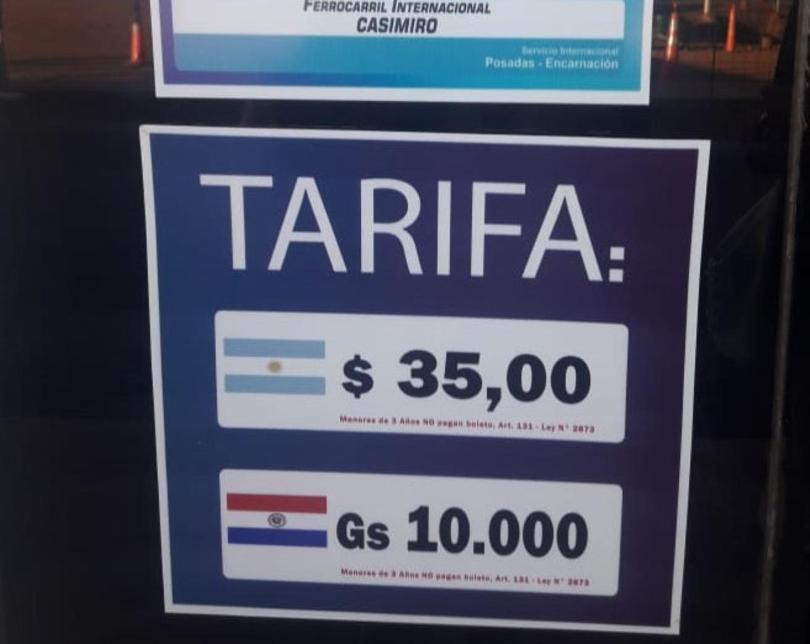 FERROCARRIL INTERNACIONAL
CASIMIRO
Servicio Internacional
Posadas - Encarnación
TARIFA:
$ 35,00
Menores de 3 Años NO pagan boleto, Art. 131 - Ley N° 2873
Gs 10.000
Menores de 3 Años NO pagan boleto, Art. 131 - Ley N° 2873